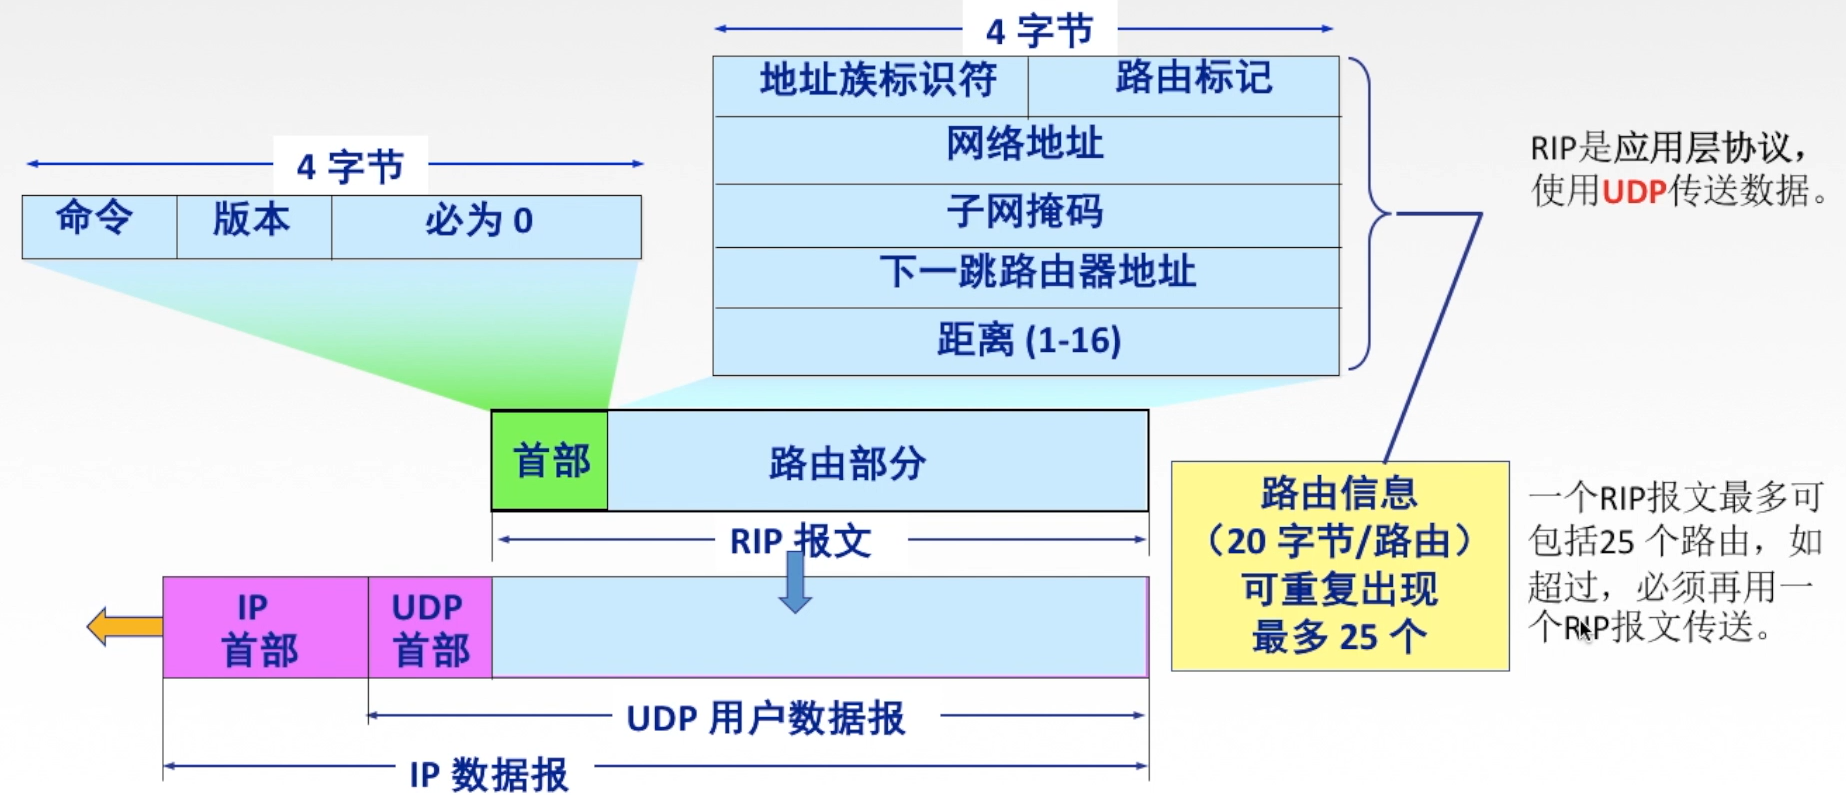 4 字节
地址族标识符
路由标记
网络地址
子网掩码
下一跳路由器地址
距离 (1-16)
4 字节
命令
版本
必为 0
RIP是应用层协议，
使用UDP传送数据。
首部
路由部分
RIP 报文
路由信息
（20 字节/路由）
可重复出现
最多 25 个
一个RIP报文最多可
包括25 个路由，如
超过，必须再用一
个RIP报文传送。
IP
首部
UDP
首部
UDP 用户数据报
IP 数据报